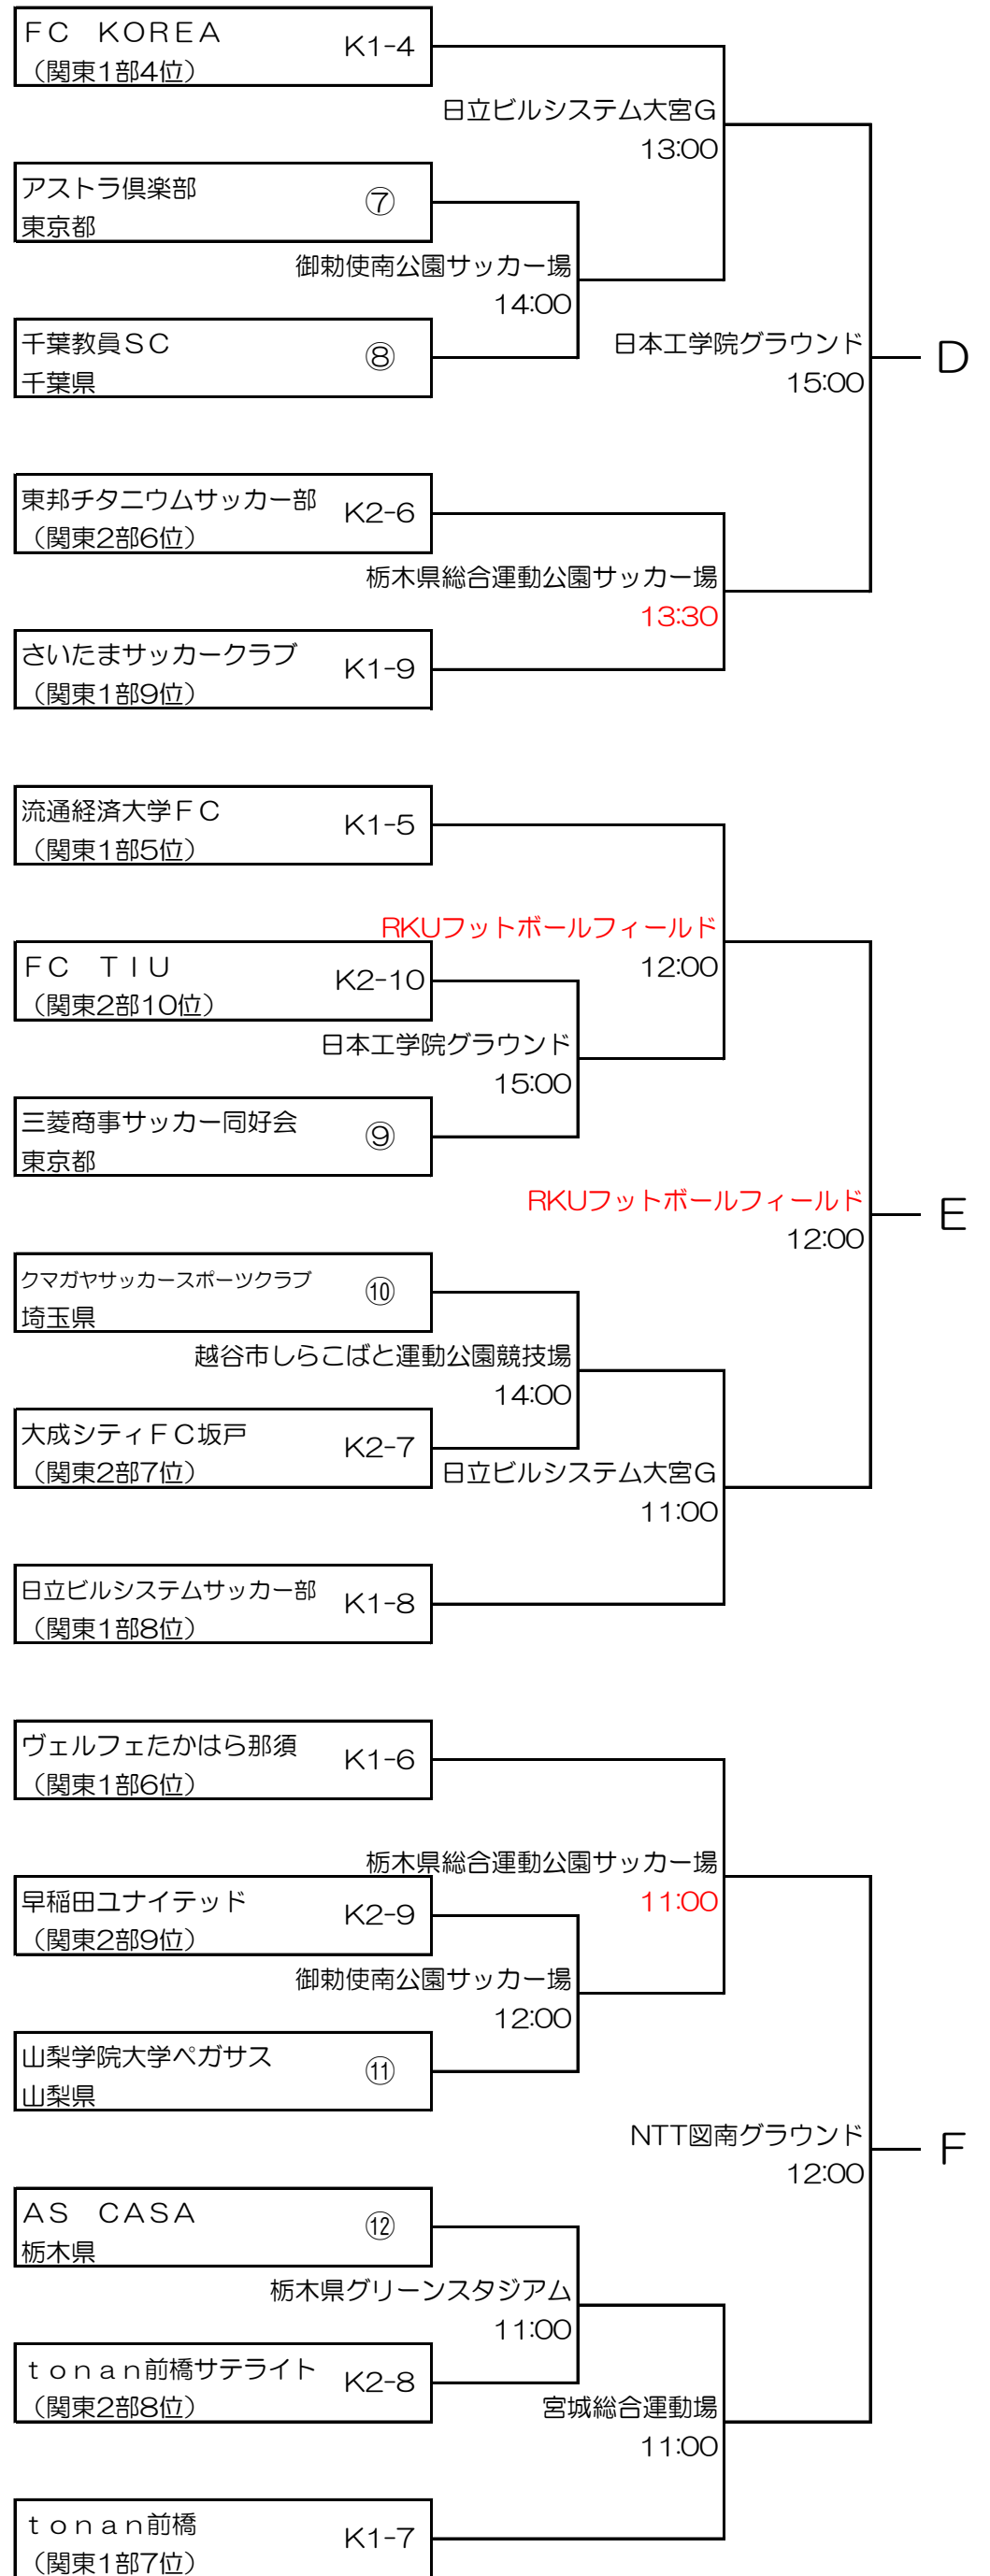 ＦＣ　ＫＯＲＥＡ
K1-4
（関東1部4位）
日立ビルシステム大宮G
13:00
アストラ倶楽部
⑦
東京都
御勅使南公園サッカー場
14:00
千葉教員ＳＣ
⑧
千葉県
日本工学院グラウンド
15:00
D
東邦チタニウムサッカー部
K2-6
（関東2部6位）
栃木県総合運動公園サッカー場
13:30
さいたまサッカークラブ
K1-9
（関東1部9位）
流通経済大学ＦＣ
K1-5
（関東1部5位）
RKUフットボールフィールド
12:00
ＦＣ　ＴＩＵ
K2-10
（関東2部10位）
日本工学院グラウンド
15:00
三菱商事サッカー同好会
⑨
東京都
RKUフットボールフィールド
12:00
E
クマガヤサッカースポーツクラブ
⑩
埼玉県
越谷市しらこばと運動公園競技場
14:00
大成シティＦＣ坂戸
K2-7
（関東2部7位）
日立ビルシステム大宮G
11:00
日立ビルシステムサッカー部
K1-8
（関東1部8位）
ヴェルフェたかはら那須
K1-6
（関東1部6位）
栃木県総合運動公園サッカー場
11:00
早稲田ユナイテッド
K2-9
（関東2部9位）
御勅使南公園サッカー場
12:00
山梨学院大学ペガサス
⑪
山梨県
NTT図南グラウンド
12:00
F
ＡＳ　ＣＡＳＡ
⑫
栃木県
栃木県グリーンスタジアム
11:00
ｔｏｎａｎ前橋サテライト
K2-8
（関東2部8位）
宮城総合運動場
11:00
ｔｏｎａｎ前橋
K1-7
（関東1部7位）